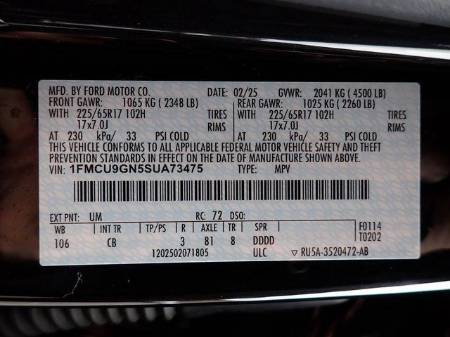 MFD. BY FORD MOTOR CO. 02/25 GVWR: 2041 KG (4500 LB)
FRONT GAWR: 1065 KG (2348 LB) REAR GAWR: 1025 KG (2260 LB)
WITH 225/65R17 102H TIRES WITH 225/65R17 102H TIRES
17x7.0J RIMS 17x7.0J RIMS
AT 230 kPa/ 33 PSI COLD AT 230 kPa/ 33 PSI COLD
THIS VEHICLE CONFORMS TO ALL APPLICABLE FEDERAL MOTOR VEHICLE SAFETY AND
THEFT PREVENTION STANDARDS IN EFFECT ON THE DATE OF MANUFACTURE SHOWN ABOVE.
VIN: 1FMCU9GN5SUA73475 TYPE: MPV
EXT PNT: UM RC: 72 DSO:
WB INT TR TP/PS R AXLE TR SPR F0114
106 CB 3 81 8 DDDD T0202
1202502071805 ULC ▽ RU5A-3520472-AB